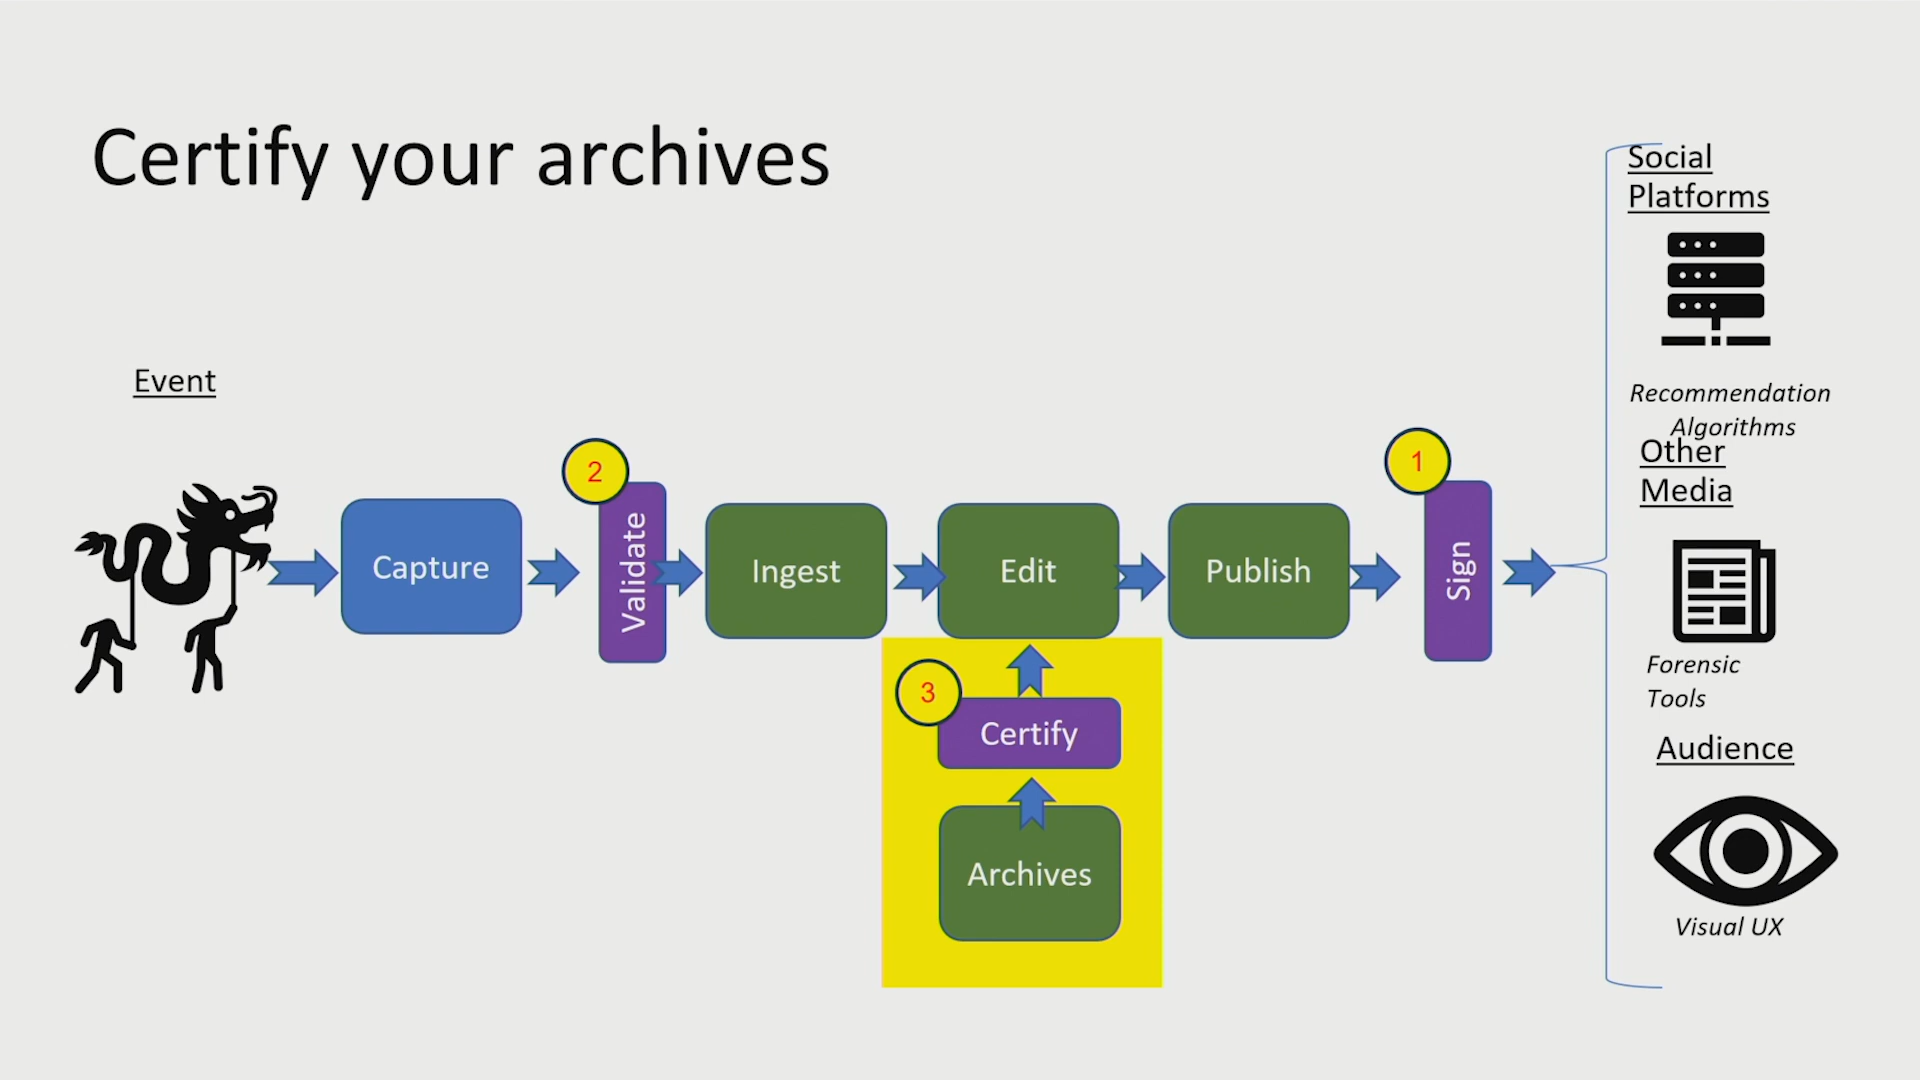 Certify your archives
Event
Capture
2
Validate
Ingest
Edit
Publish
1
Sign
3
Certify
Archives
Social
Platforms
Recommendation
Algorithms
Other
Media
Forensic
Tools
Audience
Visual UX